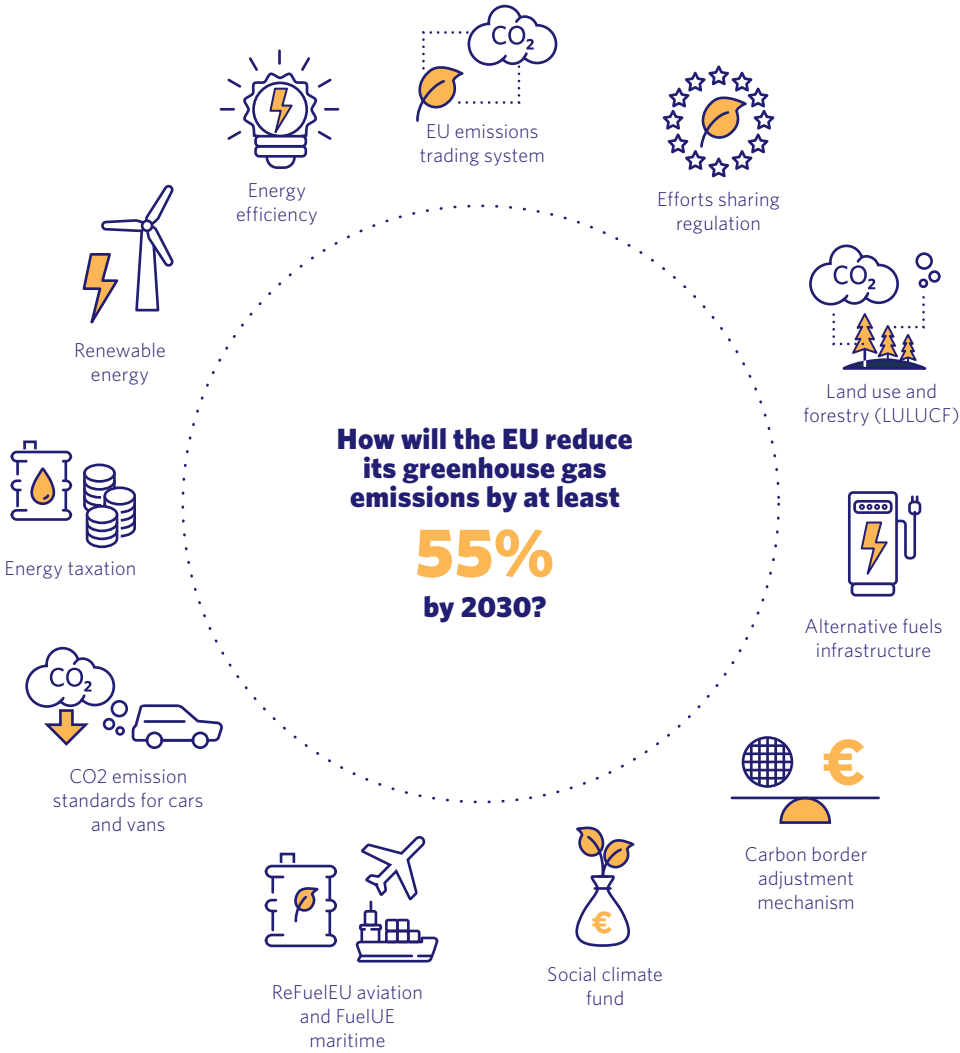 CO2
EU emissions
trading system
Efforts sharing
regulation
CO2
Land use and
forestry (LULUCF)
Alternative fuels
infrastructure
€
Carbon border
adjustment
mechanism
€
Social climate
fund
ReFuelEU aviation
and FuelUE
maritime
CO2
CO2 emission
standards for cars
and vans
Energy taxation
Renewable
energy
Energy
efficiency
How will the EU reduce
its greenhouse gas
emissions by at least
55%
by 2030?